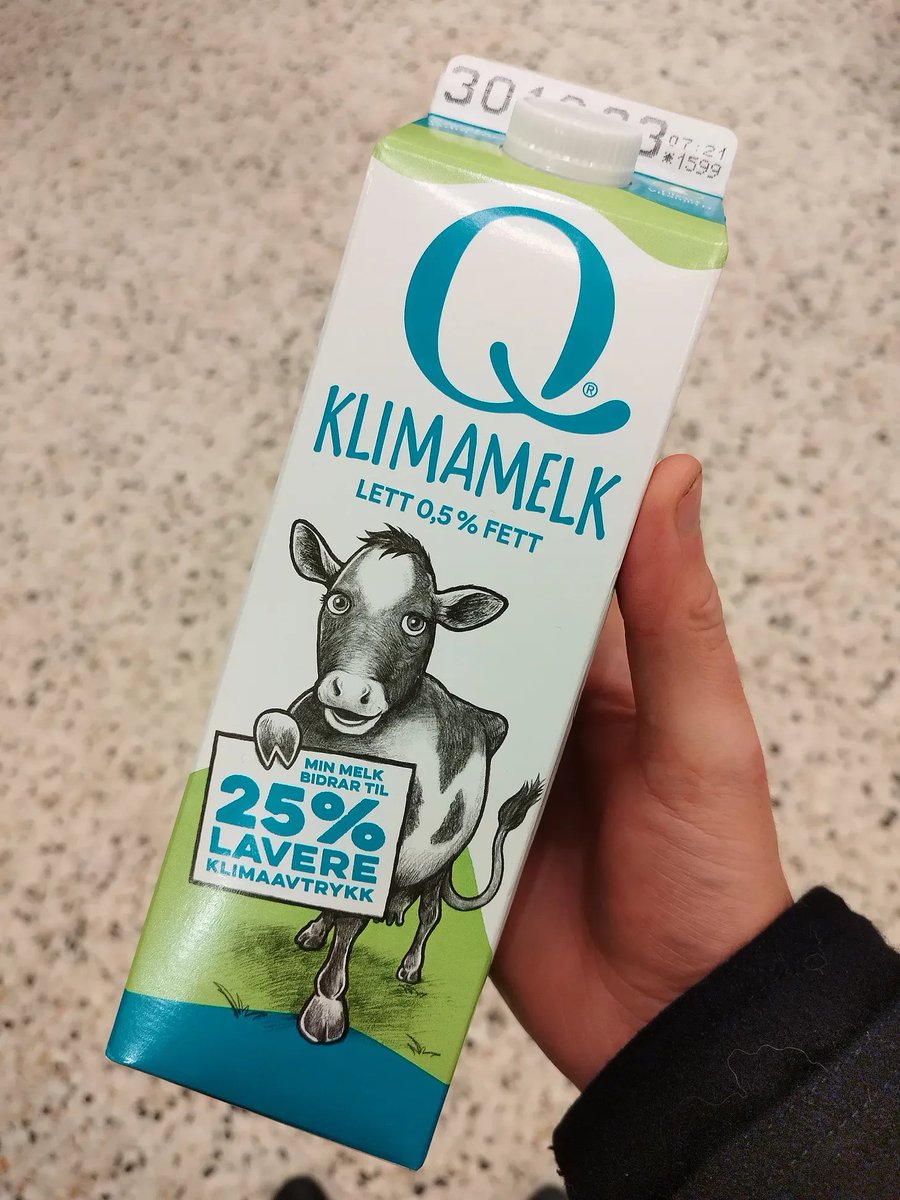 07:21
*1599
Q®
KLIMAMELK
LETT 0,5% FETT
MIN MELK
BIDRAR TIL
25%
LAVERE
KLIMAAVTRYKK